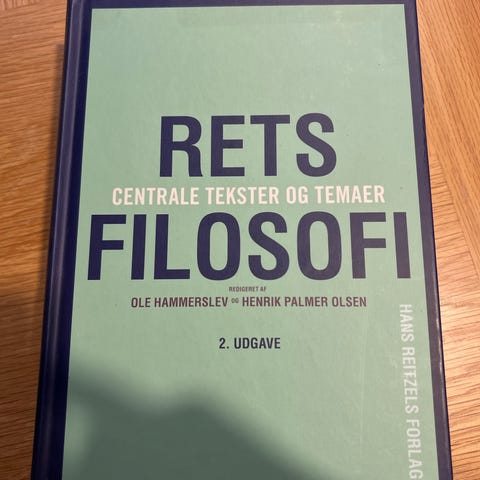 RETS
CENTRALE TEKSTER OG TEMAER
FILOSOFI
REDIGERET AF
OLE HAMMERSLEV OG HENRIK PALMER OLSEN
2. UDGAVE
HANS REITZELS FORLAG